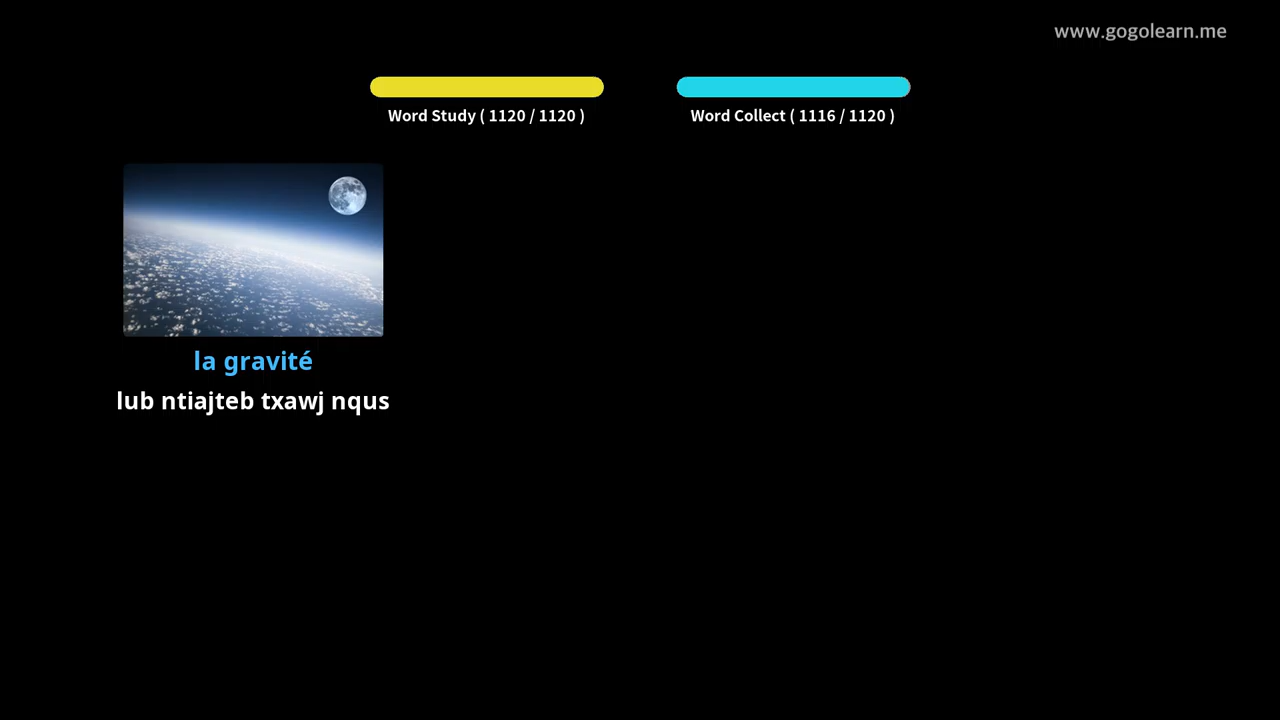 www.gogolearn.me
Word Study ( 1120 / 1120 )
Word Collect ( 1116 / 1120 )
la gravité
lub ntiajteb txawj nqus